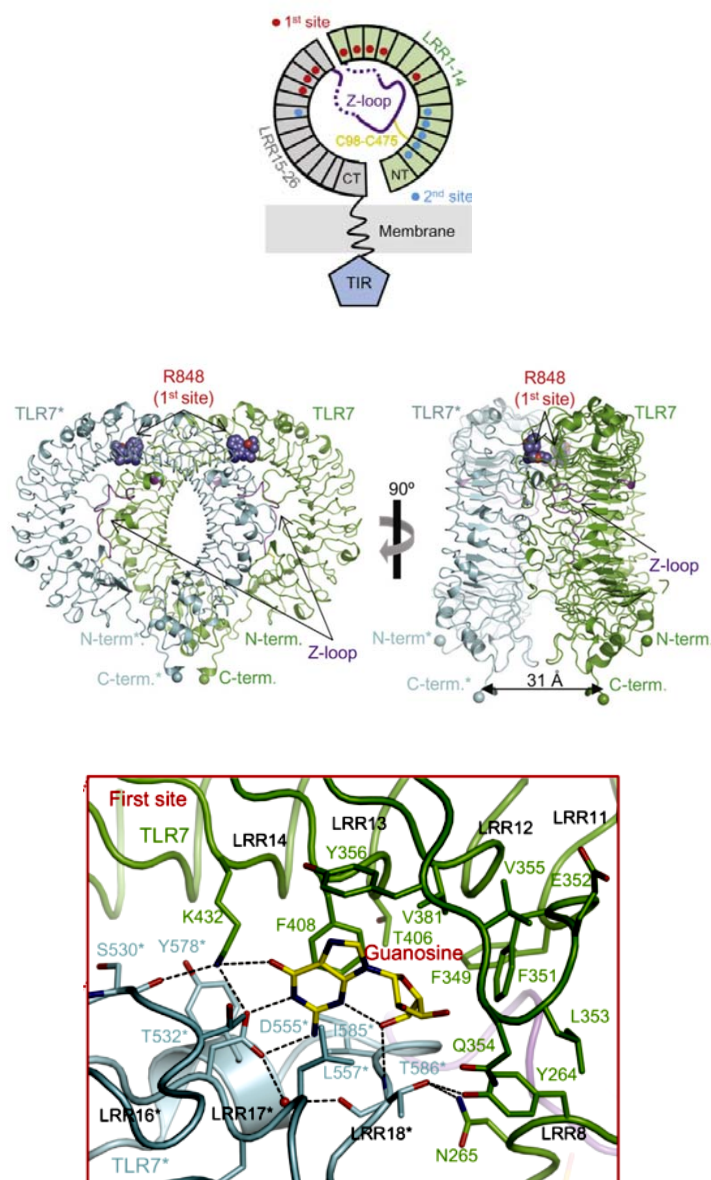 1st site
LRR1-14
Z-loop
C98-C475
LRR15-26
CT
NT
2nd site
Membrane
TIR
R848
(1st site)
TLR7*
TLR7
N-term*.
N-term.
C-term.*
C-term.
Z-loop
90º
R848
(1st site)
TLR7*
TLR7
Z-loop
N-term*
N-term.
C-term.*
31 Å
C-term.
First site
TLR7
LRR14
LRR13
LRR12
LRR11
Y356
V355
E352
K432
F408
V381
T406
Guanosine
S530*
Y578*
F349
F351
T532*
D555*
I585*
L353
Q354
L557*
T586*
Y264
LRR16*
LRR17*
LRR18*
LRR8
N265
TLR7*